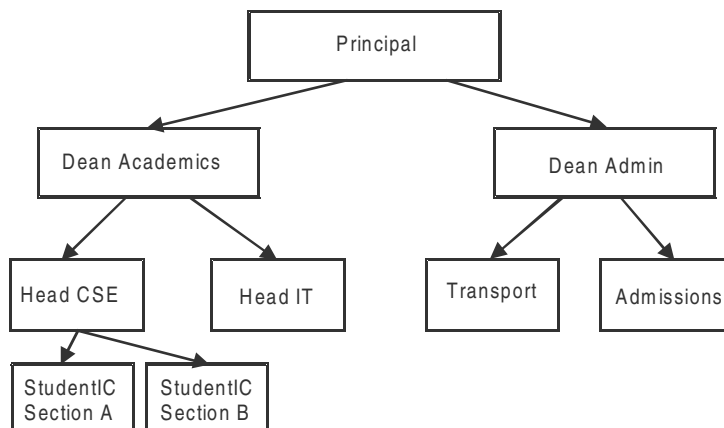 Principal
Dean Academics
Dean Admin
Head CSE
Head IT
Transport
Admissions
StudentIC
Section A
StudentIC
Section B